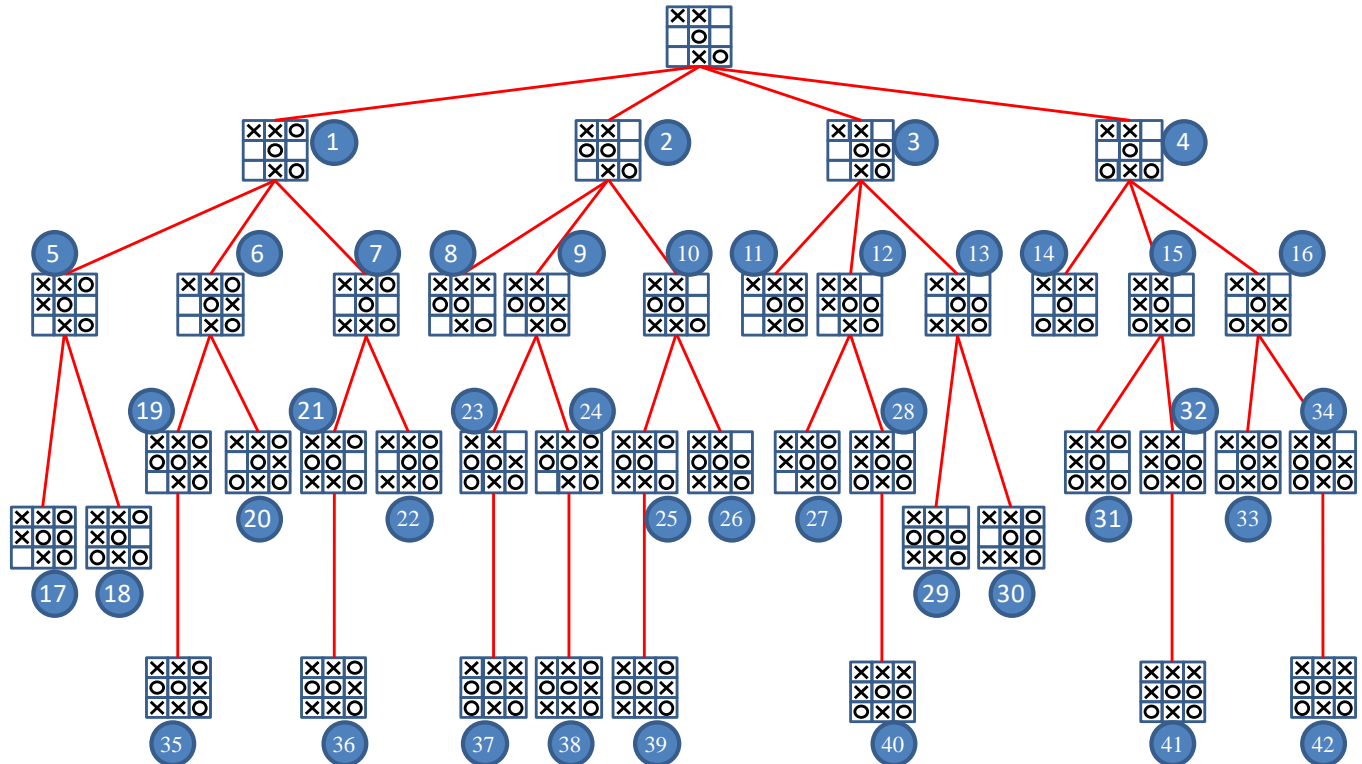 X X
O
X O
X X O
O
X O
1
X X
O O
X O
2
X X
O O
X O
3
X X
O
O X O
4
5
X X O
X O
X O
6
X X O
O X
X O
7
X X O
O
X X O
8
X X X
O O
X O
9
X X
O O X
X O
10
X X
O O
X X O
11
X X X
O O
X O
12
X X
X O O
X O
13
X X
O O
X X O
14
X X X
O
O X O
15
X X
X O
O X O
16
X X
O X
O X O
19
X X O
O O X
X O
X X O
O X
O X O
20
21
X X O
O O
X X O
X X O
O O
X X O
22
23
X X
O O X
O X O
24
X X O
O O X
X O
X X O
O O
X X O
25
X X
O O O
X X O
26
X X O
X O O
X O
27
28
X X
X O O
O X O
X X O
X O
O X O
31
32
X X
X O O
O X O
X X O
O X
O X O
33
34
X X
O O X
O X O
X X O
X O O
X O
17
X X O
X O
O X O
18
X X
O O O
X X O
29
X X O
O O
X X O
30
X X O
O O X
X X O
35
X X O
O O X
X X O
36
X X X
O O X
O X O
37
X X O
O O X
X X O
38
X X O
O O X
X X O
39
X X X
X O O
O X O
40
X X X
X O O
O X O
41
X X X
O O X
O X O
42